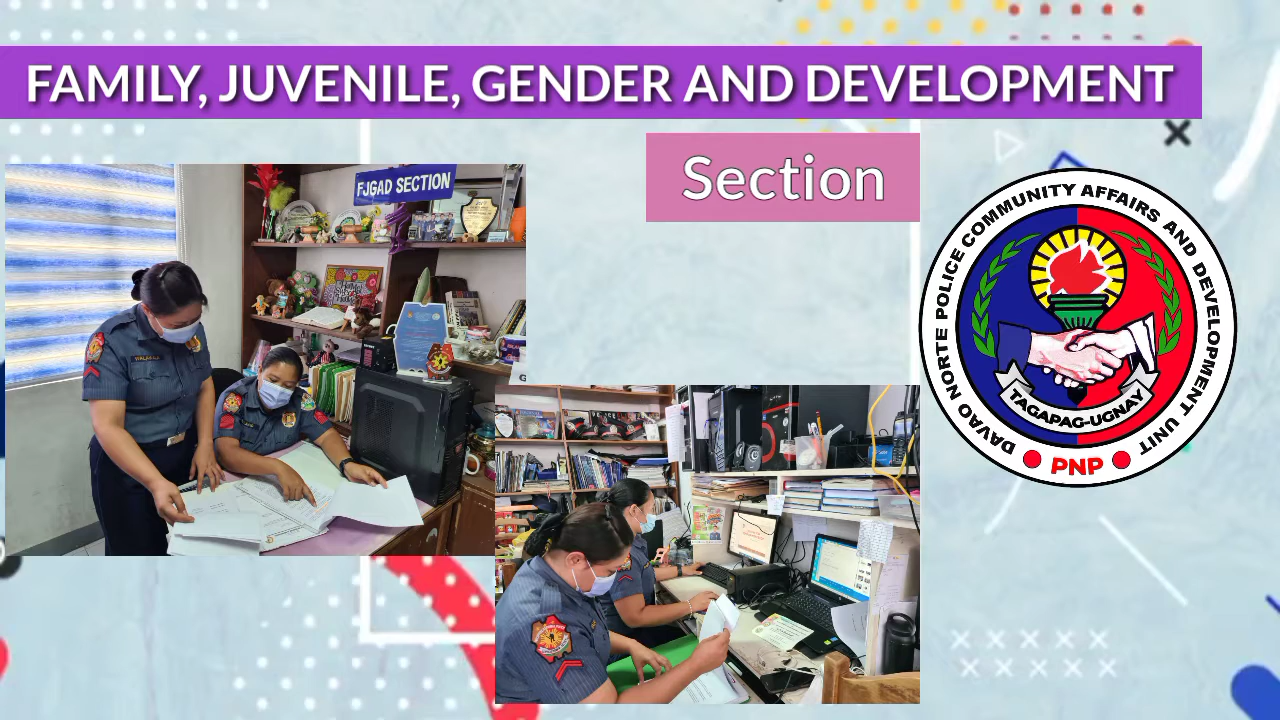 FAMILY, JUVENILE, GENDER AND DEVELOPMENT
Section
FJGAD SECTION
DAVAO NORTE POLICE COMMUNITY AFFAIRS AND DEVELOPMENT UNIT
TAGAPAG-UGNAY
PNP